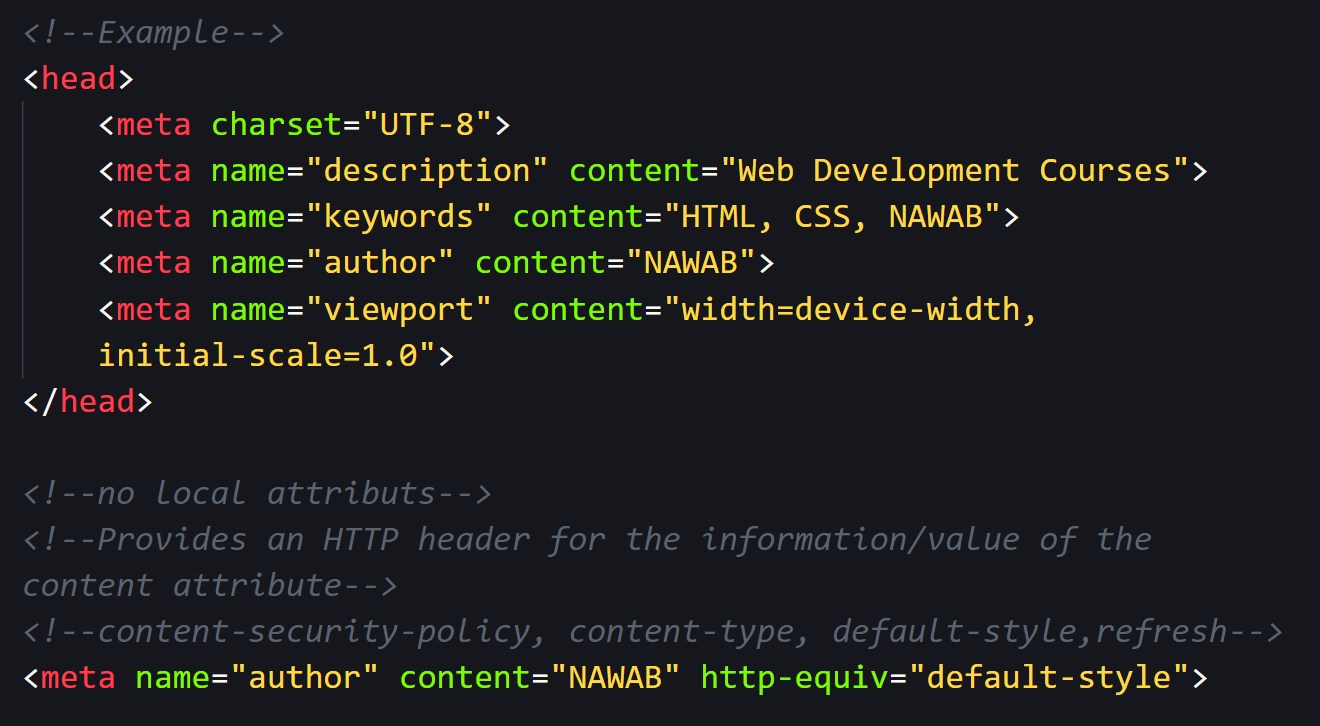 <!--Example-->
<head>
    <meta charset="UTF-8">
    <meta name="description" content="Web Development Courses">
    <meta name="keywords" content="HTML, CSS, NAWAB">
    <meta name="author" content="NAWAB">
    <meta name="viewport" content="width=device-width,
    initial-scale=1.0">
</head>

<!--no local attributs-->
<!--Provides an HTTP header for the information/value of the
content attribute-->
<!--content-security-policy, content-type, default-style,refresh-->
<meta name="author" content="NAWAB" http-equiv="default-style">